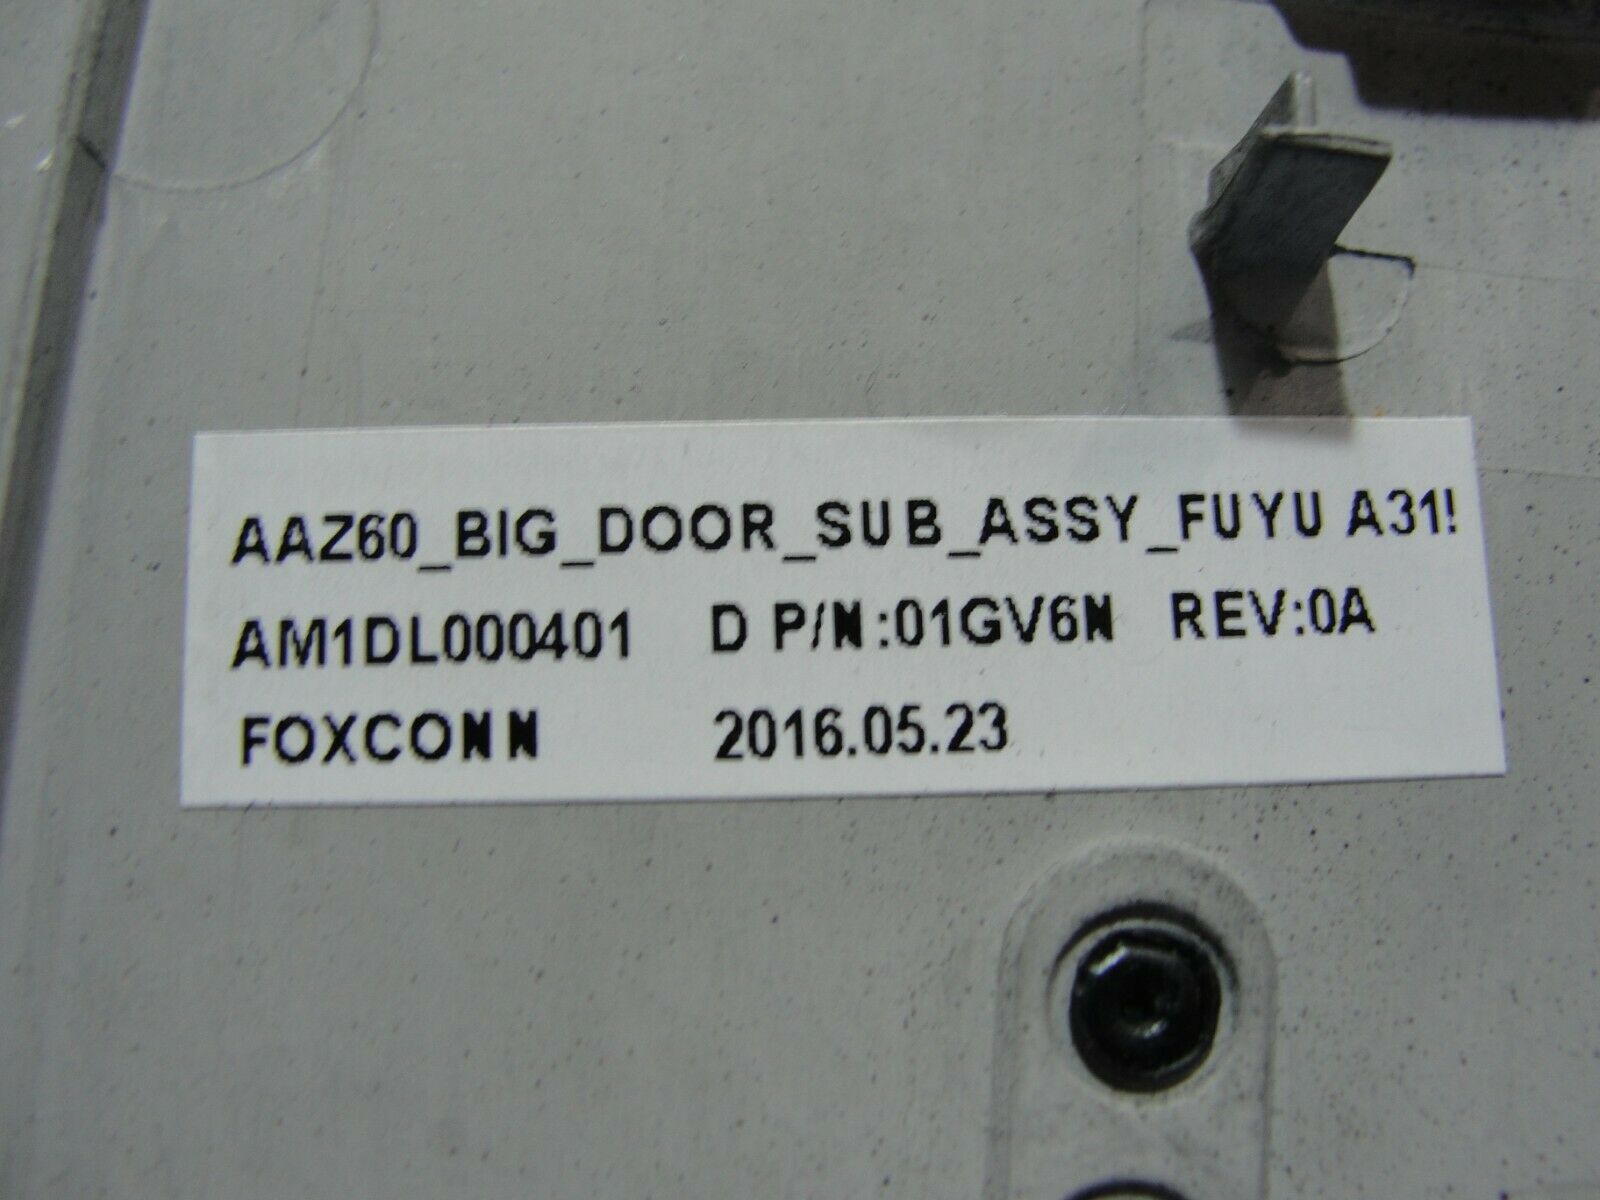 AAZ60_BIG_DOOR_SUB_ASSY_FUYU A31!
AM1DL000401 D P/N:01GV6N REV:0A
FOXCONN 2016.05.23